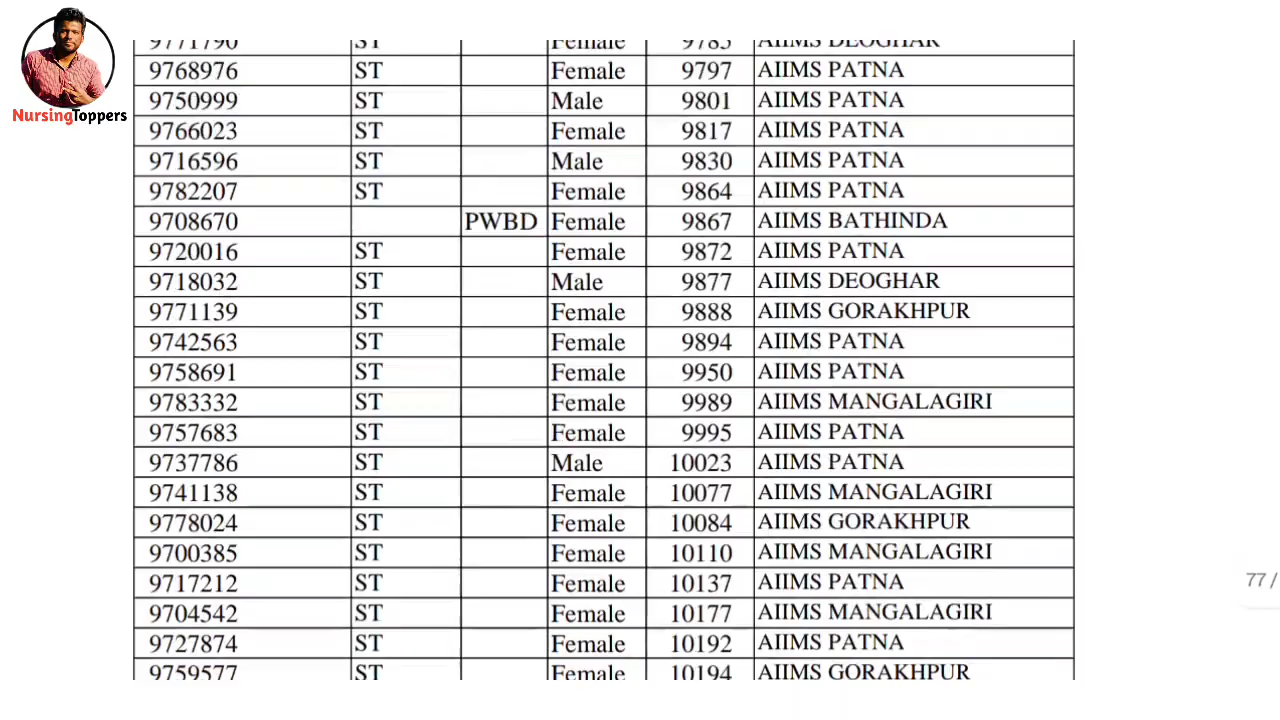 9771790 ST Female 9785 AIIMS DEOGHAR
9768976 ST Female 9797 AIIMS PATNA
9750999 ST Male 9801 AIIMS PATNA
9766023 ST Female 9817 AIIMS PATNA
9716596 ST Male 9830 AIIMS PATNA
9782207 ST Female 9864 AIIMS PATNA
9708670 PWBD Female 9867 AIIMS BATHINDA
9720016 ST Female 9872 AIIMS PATNA
9718032 ST Male 9877 AIIMS DEOGHAR
9771139 ST Female 9888 AIIMS GORAKHPUR
9742563 ST Female 9894 AIIMS PATNA
9758691 ST Female 9950 AIIMS PATNA
9783332 ST Female 9989 AIIMS MANGALAGIRI
9757683 ST Female 9995 AIIMS PATNA
9737786 ST Male 10023 AIIMS PATNA
9741138 ST Female 10077 AIIMS MANGALAGIRI
9778024 ST Female 10084 AIIMS GORAKHPUR
9700385 ST Female 10110 AIIMS MANGALAGIRI
9717212 ST Female 10137 AIIMS PATNA
9704542 ST Female 10177 AIIMS MANGALAGIRI
9727874 ST Female 10192 AIIMS PATNA
9759577 ST Female 10194 AIIMS GORAKHPUR
NursingToppers
77 /